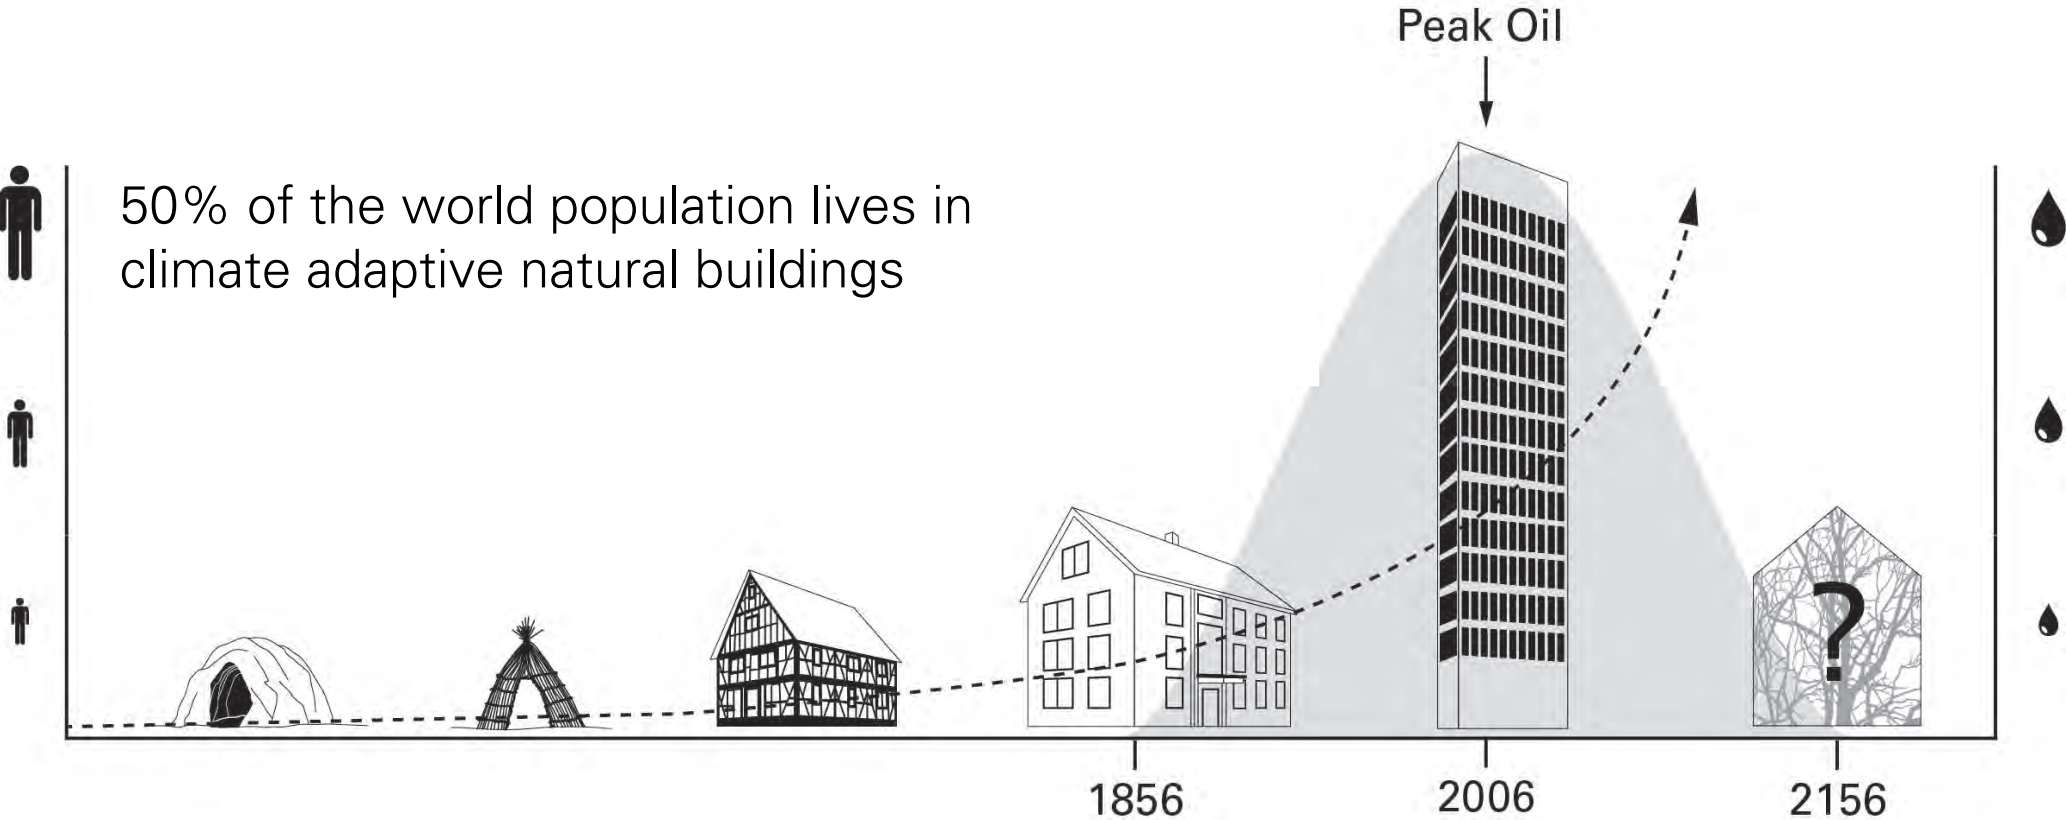 Peak Oil
50% of the world population lives in
climate adaptive natural buildings
?
1856
2006
2156